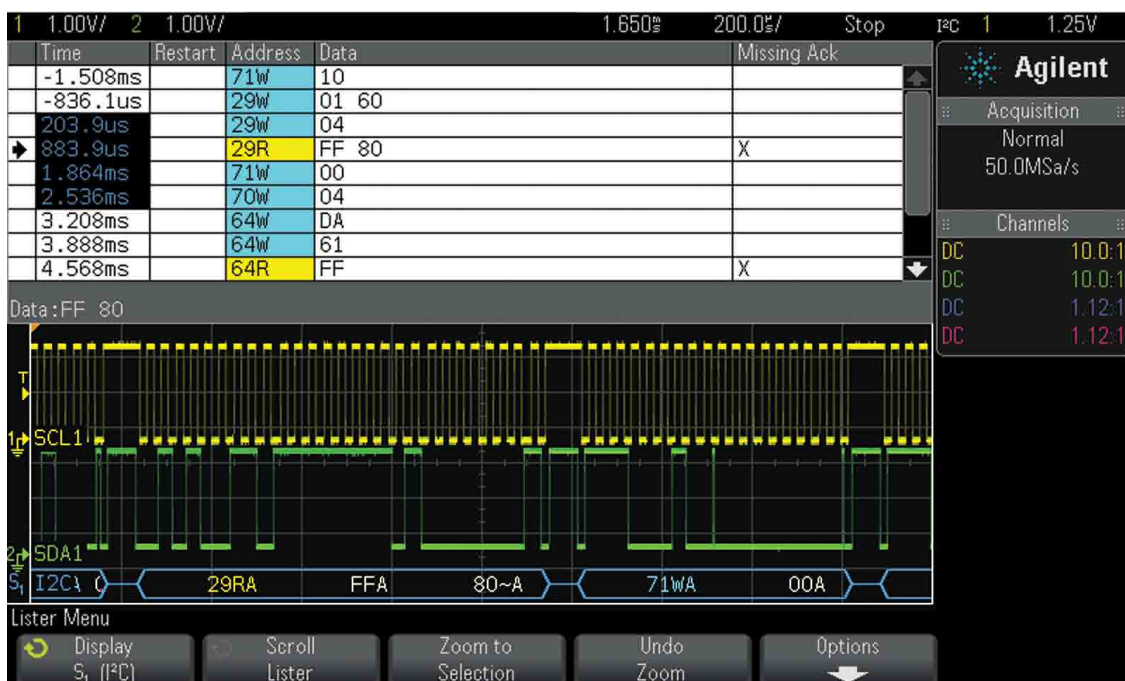 1 1.00V/ 2 1.00V/ 1.650ms 200.0us/ Stop I²C 1 1.25V
Time Restart Address Data Missing Ack
-1.508ms 71W 10
-836.1us 29W 01 60
203.9us 29W 04
883.9us 29R FF 80 X
1.864ms 71W 00
2.536ms 70W 04
3.208ms 64W DA
3.888ms 64W 61
4.568ms 64R FF X
Data:FF 80
Agilent
Acquisition
Normal
50.0MSa/s
Channels
DC 10.0:1
DC 10.0:1
DC 1.12:1
DC 1.12:1
T
1 SCL1
2 SDA1
S₁ I2C 29RA FFA 80~A 71WA 00A
Lister Menu
Display
S₁ (I²C)
Scroll
Lister
Zoom to
Selection
Undo
Zoom
Options